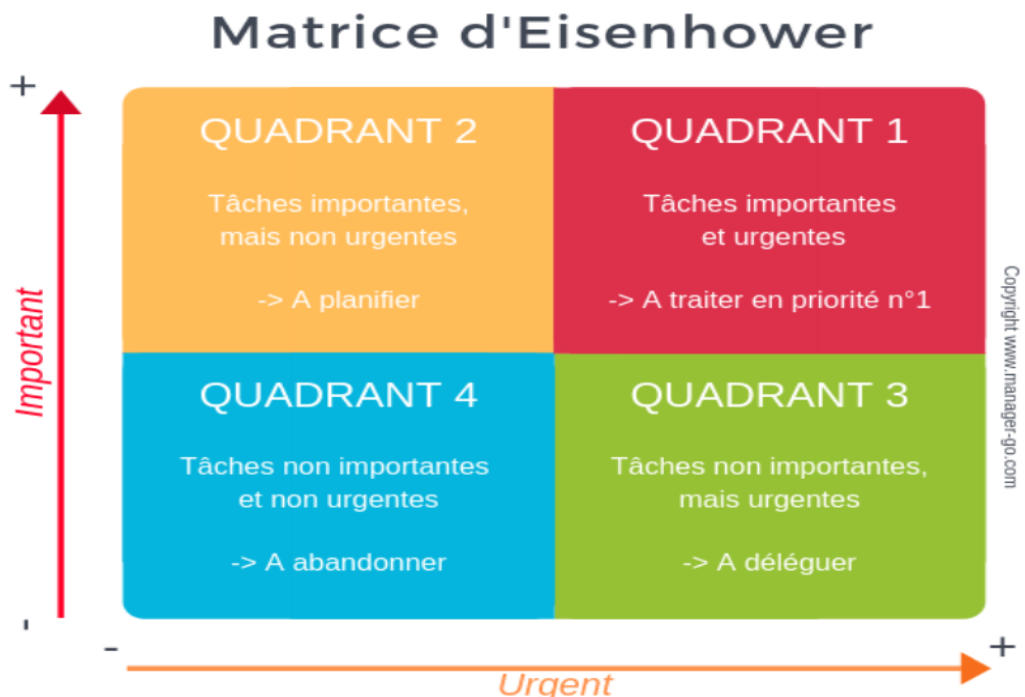 Matrice d'Eisenhower
+
QUADRANT 2
Tâches importantes,
mais non urgentes
-> A planifier
QUADRANT 1
Tâches importantes
et urgentes
-> A traiter en priorité n°1
Important
QUADRANT 4
Tâches non importantes
et non urgentes
-> A abandonner
QUADRANT 3
Tâches non importantes,
mais urgentes
-> A déléguer
Copyright www.manager-go.com
-
-
+
Urgent